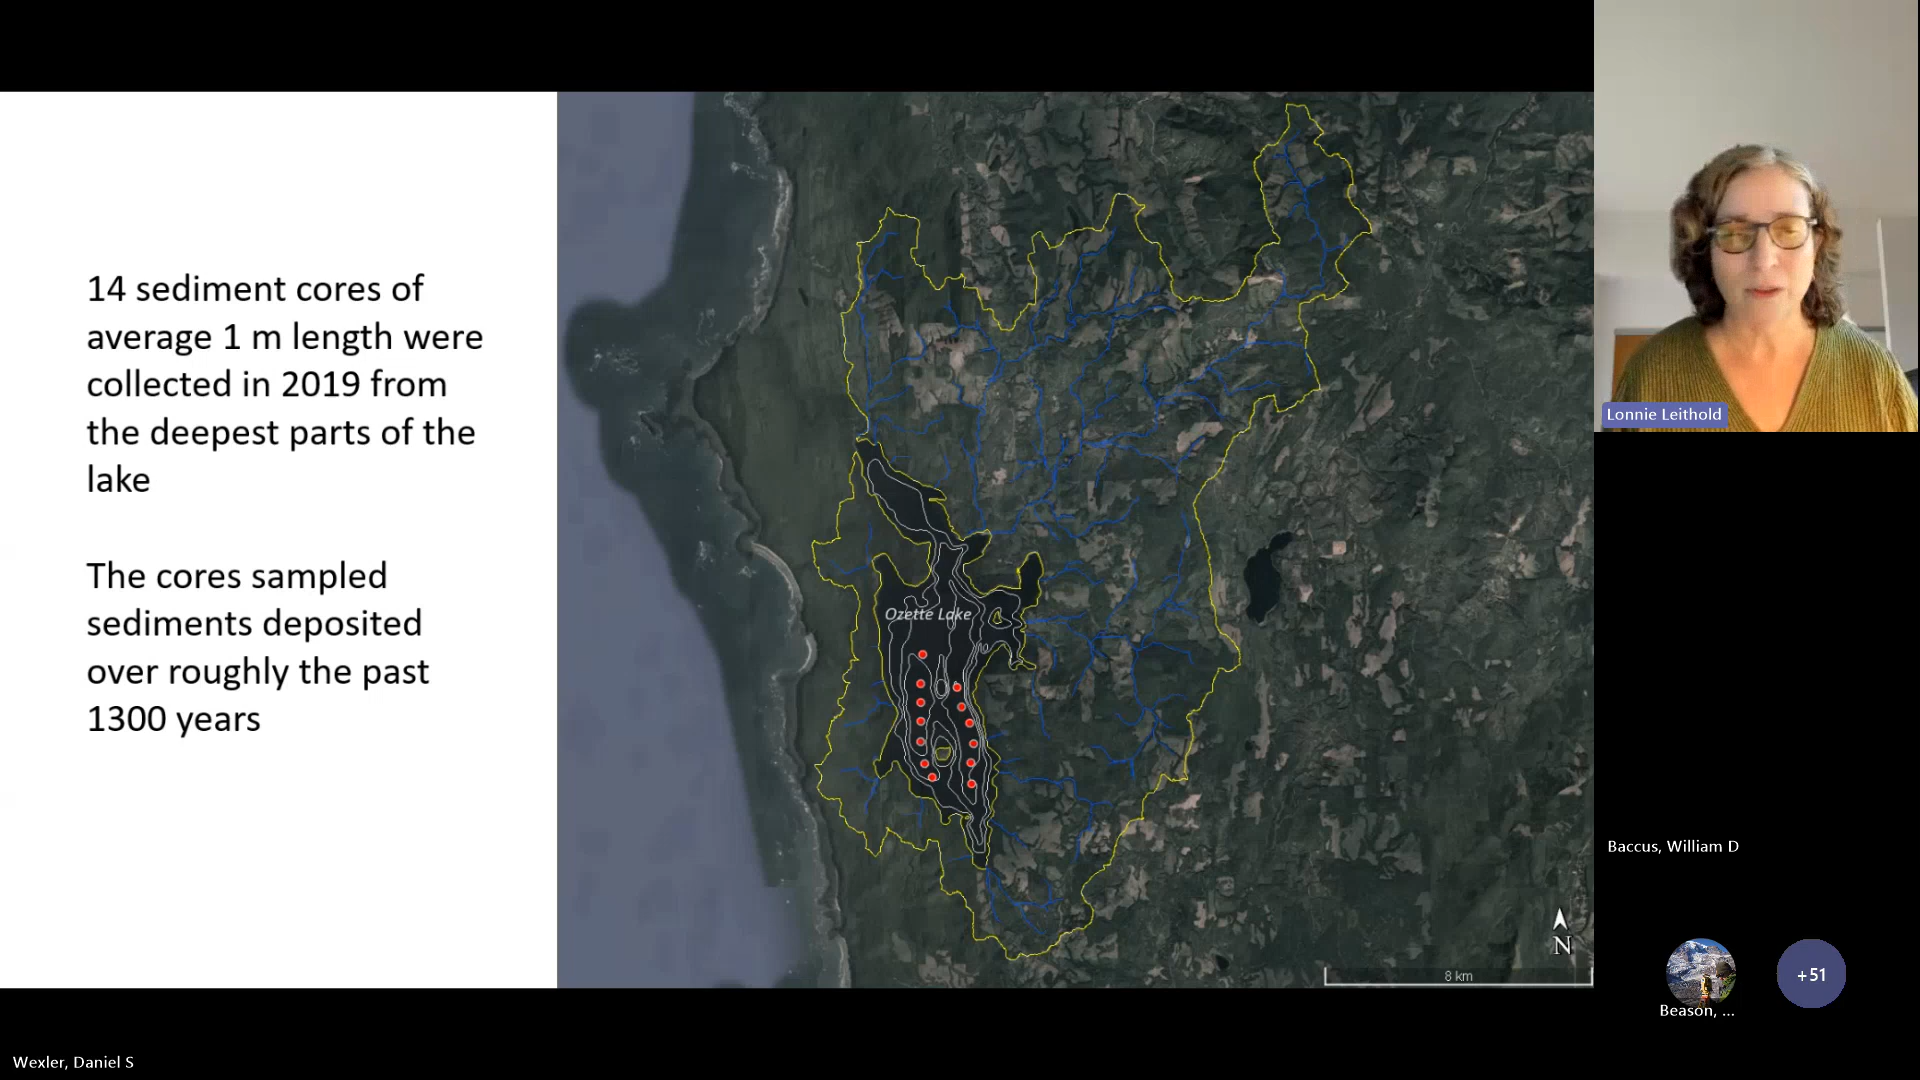 14 sediment cores of
average 1 m length were
collected in 2019 from
the deepest parts of the
lake
The cores sampled
sediments deposited
over roughly the past
1300 years
Ozette Lake
N
8 km
Lonnie Leithold
Baccus, William D
+51
Beason, ...
Wexler, Daniel S